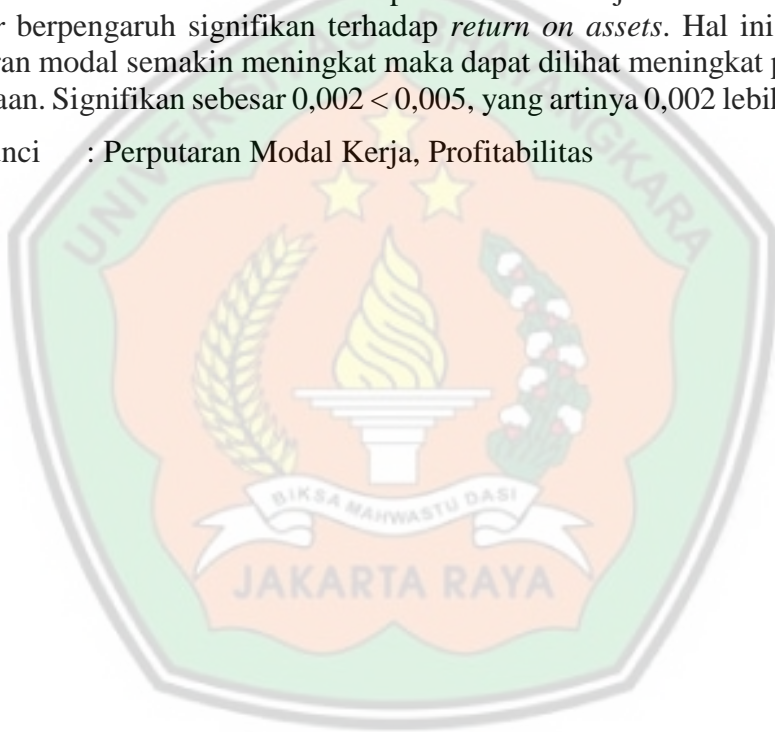 r berpengaruh signifikan terhadap return on assets. Hal ini
ran modal semakin meningkat maka dapat dilihat meningkat p
aan. Signifikan sebesar 0,002 < 0,005, yang artinya 0,002 lebil
nci : Perputaran Modal Kerja, Profitabilitas
BIKSA MAHWASTU DASI
JAKARTA RAYA